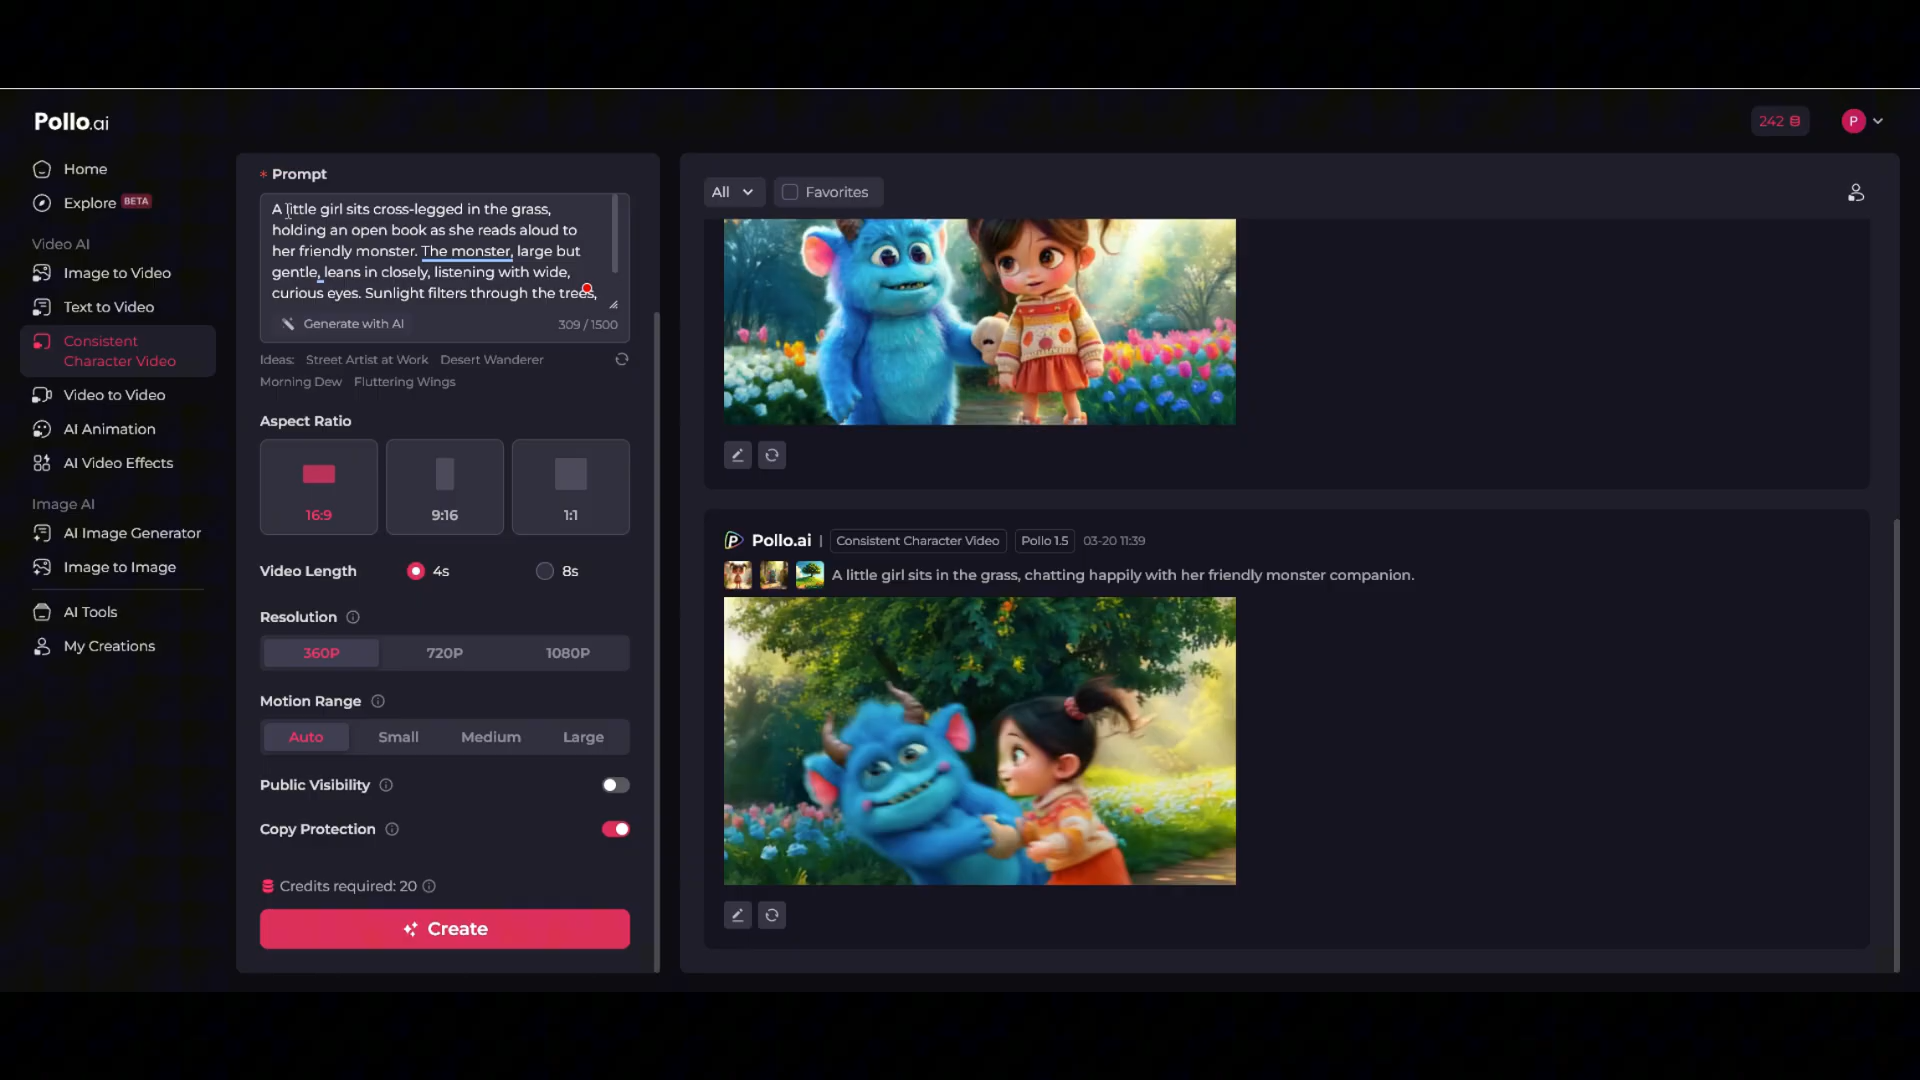 Pollo.ai
242
P
Home
Explore BETA
Video AI
Image to Video
Text to Video
Consistent
Character Video
Video to Video
AI Animation
AI Video Effects
Image AI
AI Image Generator
Image to Image
AI Tools
My Creations
* Prompt
A little girl sits cross-legged in the grass,
holding an open book as she reads aloud to
her friendly monster. The monster, large but
gentle, leans in closely, listening with wide,
curious eyes. Sunlight filters through the trees,
Generate with AI
309 / 1500
Ideas: Street Artist at Work Desert Wanderer
Morning Dew Fluttering Wings
Aspect Ratio
16:9 9:16 1:1
Video Length 4s 8s
Resolution
360P 720P 1080P
Motion Range
Auto Small Medium Large
Public Visibility
Copy Protection
Credits required: 20
Create
All Favorites
Pollo.ai | Consistent Character Video Pollo 1.5 03-20 11:39
A little girl sits in the grass, chatting happily with her friendly monster companion.